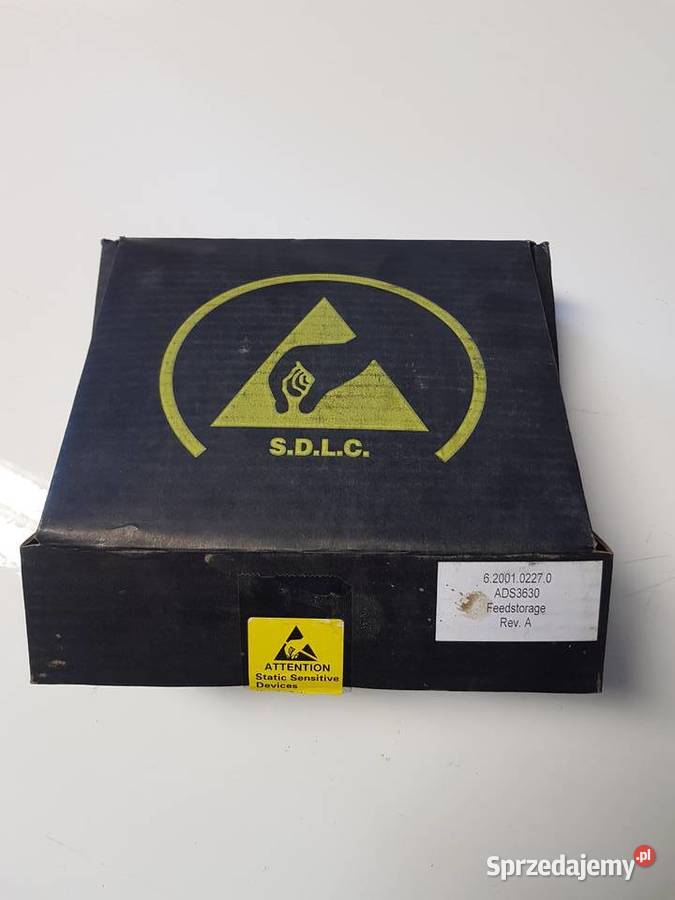 S.D.L.C.
6.2001.0227.0
ADS3630
Feedstorage
Rev. A
ATTENTION
Static Sensitive
Devices
Sprzedajemy.pl